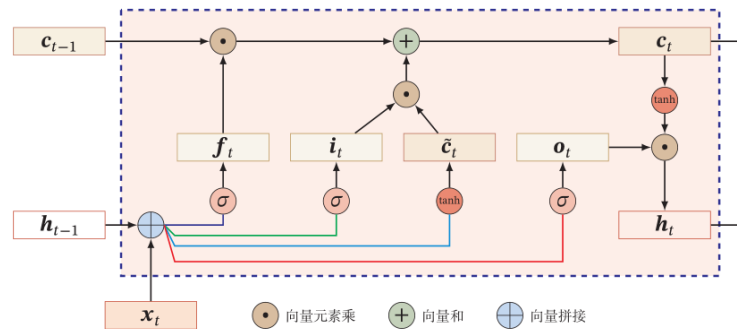 c_{t-1}
c_t
tanh
f_t
i_t
c̃_t
o_t
σ
σ
tanh
σ
h_{t-1}
h_t
x_t
向量元素乘
向量和
向量拼接